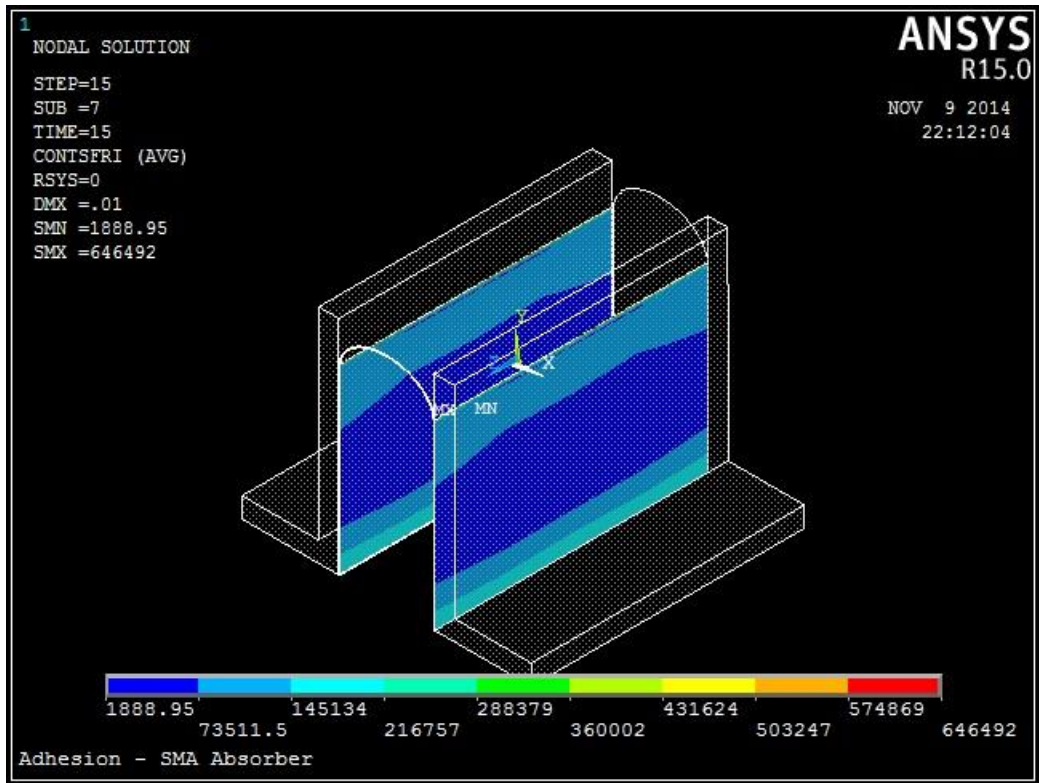 1
NODAL SOLUTION
STEP=15
SUB =7
TIME=15
CONTSFRI (AVG)
RSYS=0
DMX =.01
SMN =1888.95
SMX =646492
ANSYS
R15.0
NOV 9 2014
22:12:04
Y
Z
X
MX
MN
1888.95 145134 288379 431624 574869
73511.5 216757 360002 503247 646492
Adhesion - SMA Absorber